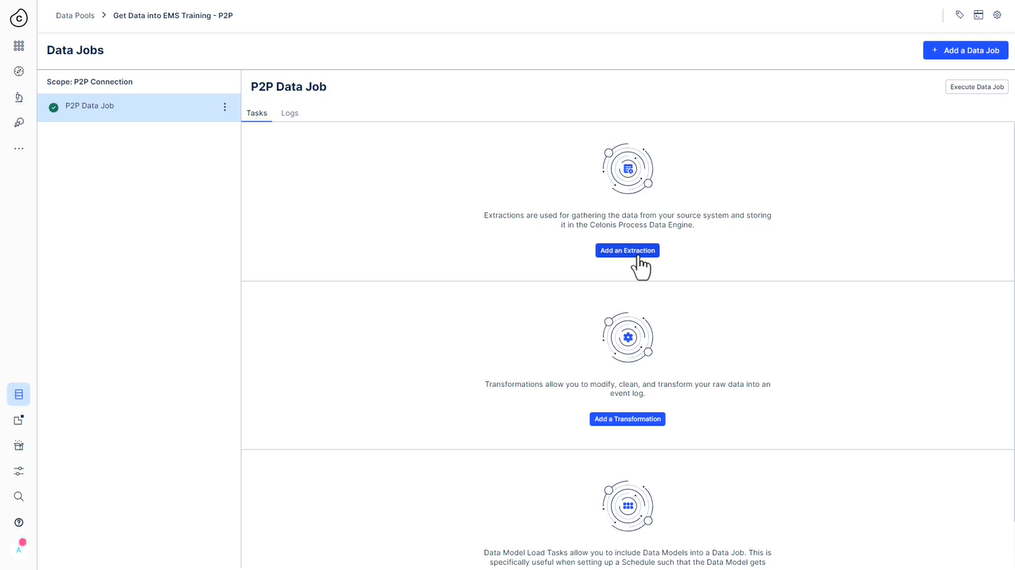 C
Data Pools > Get Data into EMS Training - P2P
Data Jobs
+ Add a Data Job
Scope: P2P Connection
P2P Data Job
P2P Data Job
Execute Data Job
Tasks Logs
Extractions are used for gathering the data from your source system and storing
it in the Celonis Process Data Engine.
Add an Extraction
Transformations allow you to modify, clean, and transform your raw data into an
event log.
Add a Transformation
Data Model Load Tasks allow you to include Data Models into a Data Job. This is
specifically useful when setting up a Schedule such that the Data Model gets
A